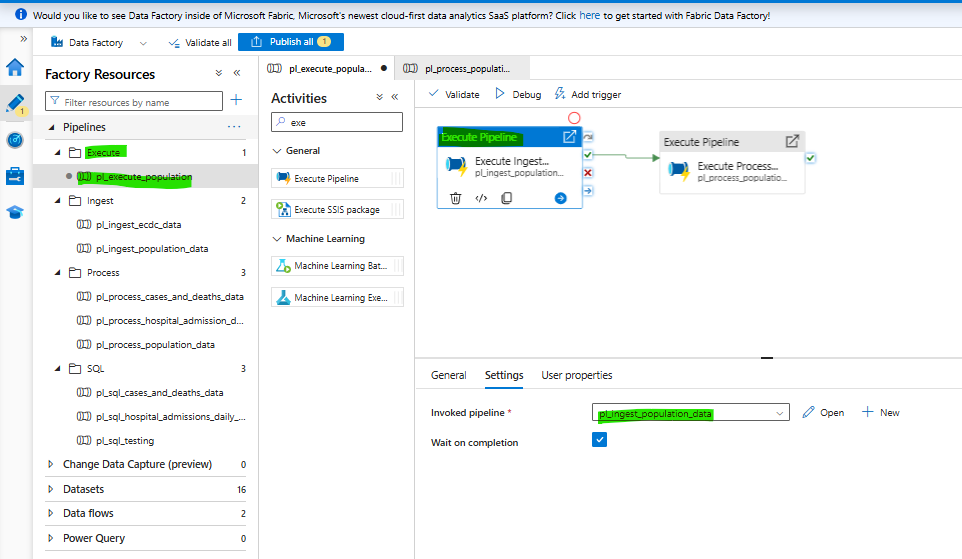 Would you like to see Data Factory inside of Microsoft Fabric, Microsoft's newest cloud-first data analytics SaaS platform? Click here to get started with Fabric Data Factory!
Data Factory
Validate all
Publish all 1
Factory Resources
Filter resources by name
Pipelines
Execute 1
pl_execute_population
Ingest 2
pl_ingest_ecdc_data
pl_ingest_population_data
Process 3
pl_process_cases_and_deaths_data
pl_process_hospital_admission_d...
pl_process_population_data
SQL 3
pl_sql_cases_and_deaths_data
pl_sql_hospital_admissions_daily_...
pl_sql_testing
Change Data Capture (preview) 0
Datasets 16
Data flows 2
Power Query 0
pl_execute_popula...
pl_process_populati...
Activities
exe
General
Execute Pipeline
Execute SSIS package
Machine Learning
Machine Learning Bat...
Machine Learning Exe...
Validate
Debug
Add trigger
Execute Pipeline
Execute Ingest...
pl_ingest_population...
Execute Pipeline
Execute Process...
pl_process_populatio...
General
Settings
User properties
Invoked pipeline *
pl_ingest_population_data
Open
New
Wait on completion
1